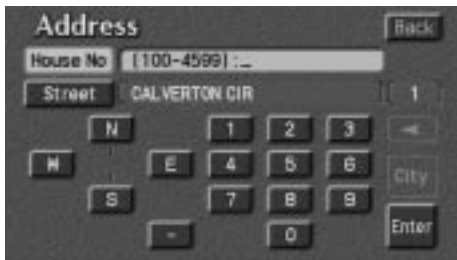 Address Back
House No (100-4599) :_
Street CALVERTON CIR 1
N 1 2 3
W E 4 5 6 City
S 7 8 9
- 0 Enter